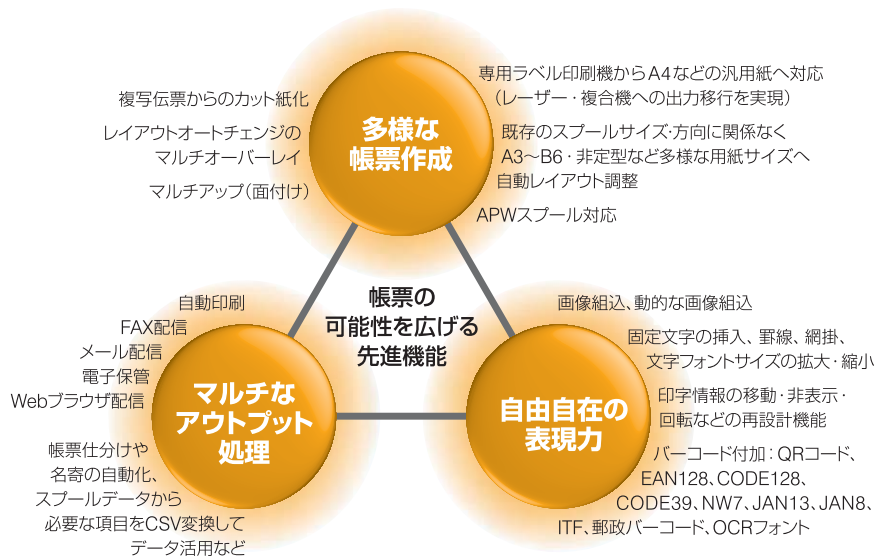 多様な
帳票作成
複写伝票からのカット紙化
レイアウトオートチェンジの
マルチオーバーレイ
マルチアップ(面付け)
専用ラベル印刷機からA4などの汎用紙へ対応
(レーザー・複合機への出力移行を実現)
既存のスプールサイズ・方向に関係なく
A3〜B6・非定型など多様な用紙サイズへ
自動レイアウト調整
APWスプール対応
帳票の
可能性を広げる
先進機能
マルチな
アウトプット
処理
自動印刷
FAX配信
メール配信
電子保管
Webブラウザ配信
帳票仕分けや
名寄の自動化、
スプールデータから
必要な項目をCSV変換して
データ活用など
自由自在の
表現力
画像組込、動的な画像組込
固定文字の挿入、罫線、網掛、
文字フォントサイズの拡大・縮小
印字情報の移動・非表示・
回転などの再設計機能
バーコード付加:QRコード、
EAN128、CODE128、
CODE39、NW7、JAN13、JAN8、
ITF、郵政バーコード、OCRフォント